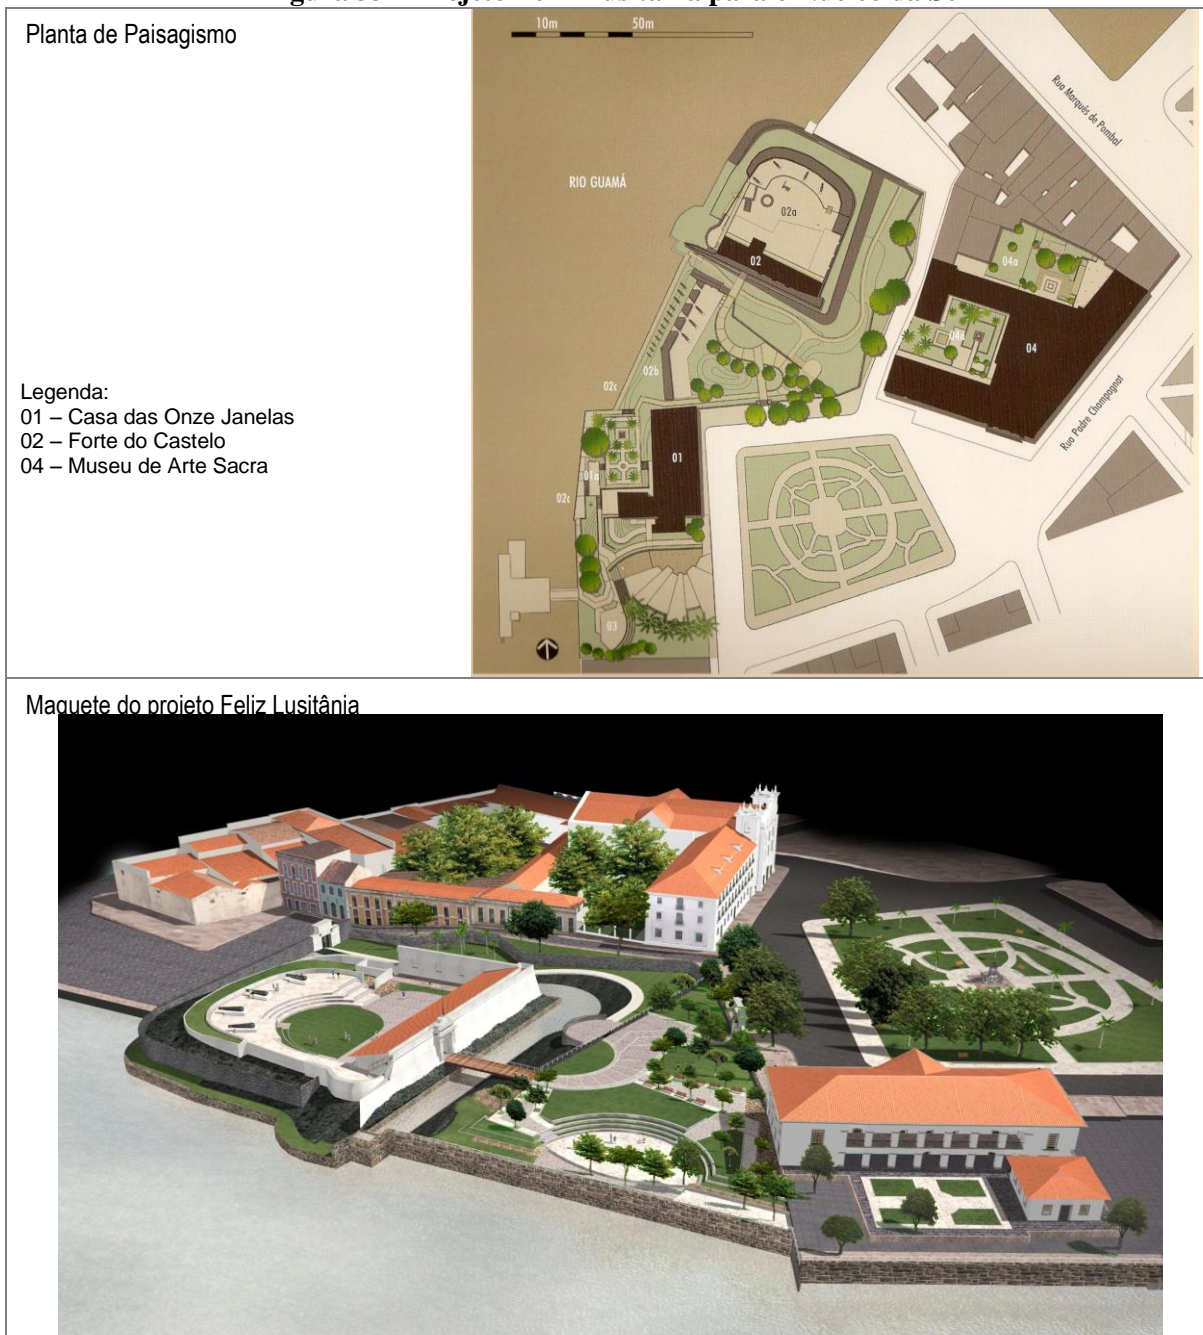 Planta de Paisagismo
10m 50m
Rua Marquês de Pombal
RIO GUAMÁ
02a
02
04a
04a
04
02b
02c
Rua Padre Champagnat
01
01a
02c
03
Legenda:
01 – Casa das Onze Janelas
02 – Forte do Castelo
04 – Museu de Arte Sacra
Maquete do projeto Feliz Lusitânia